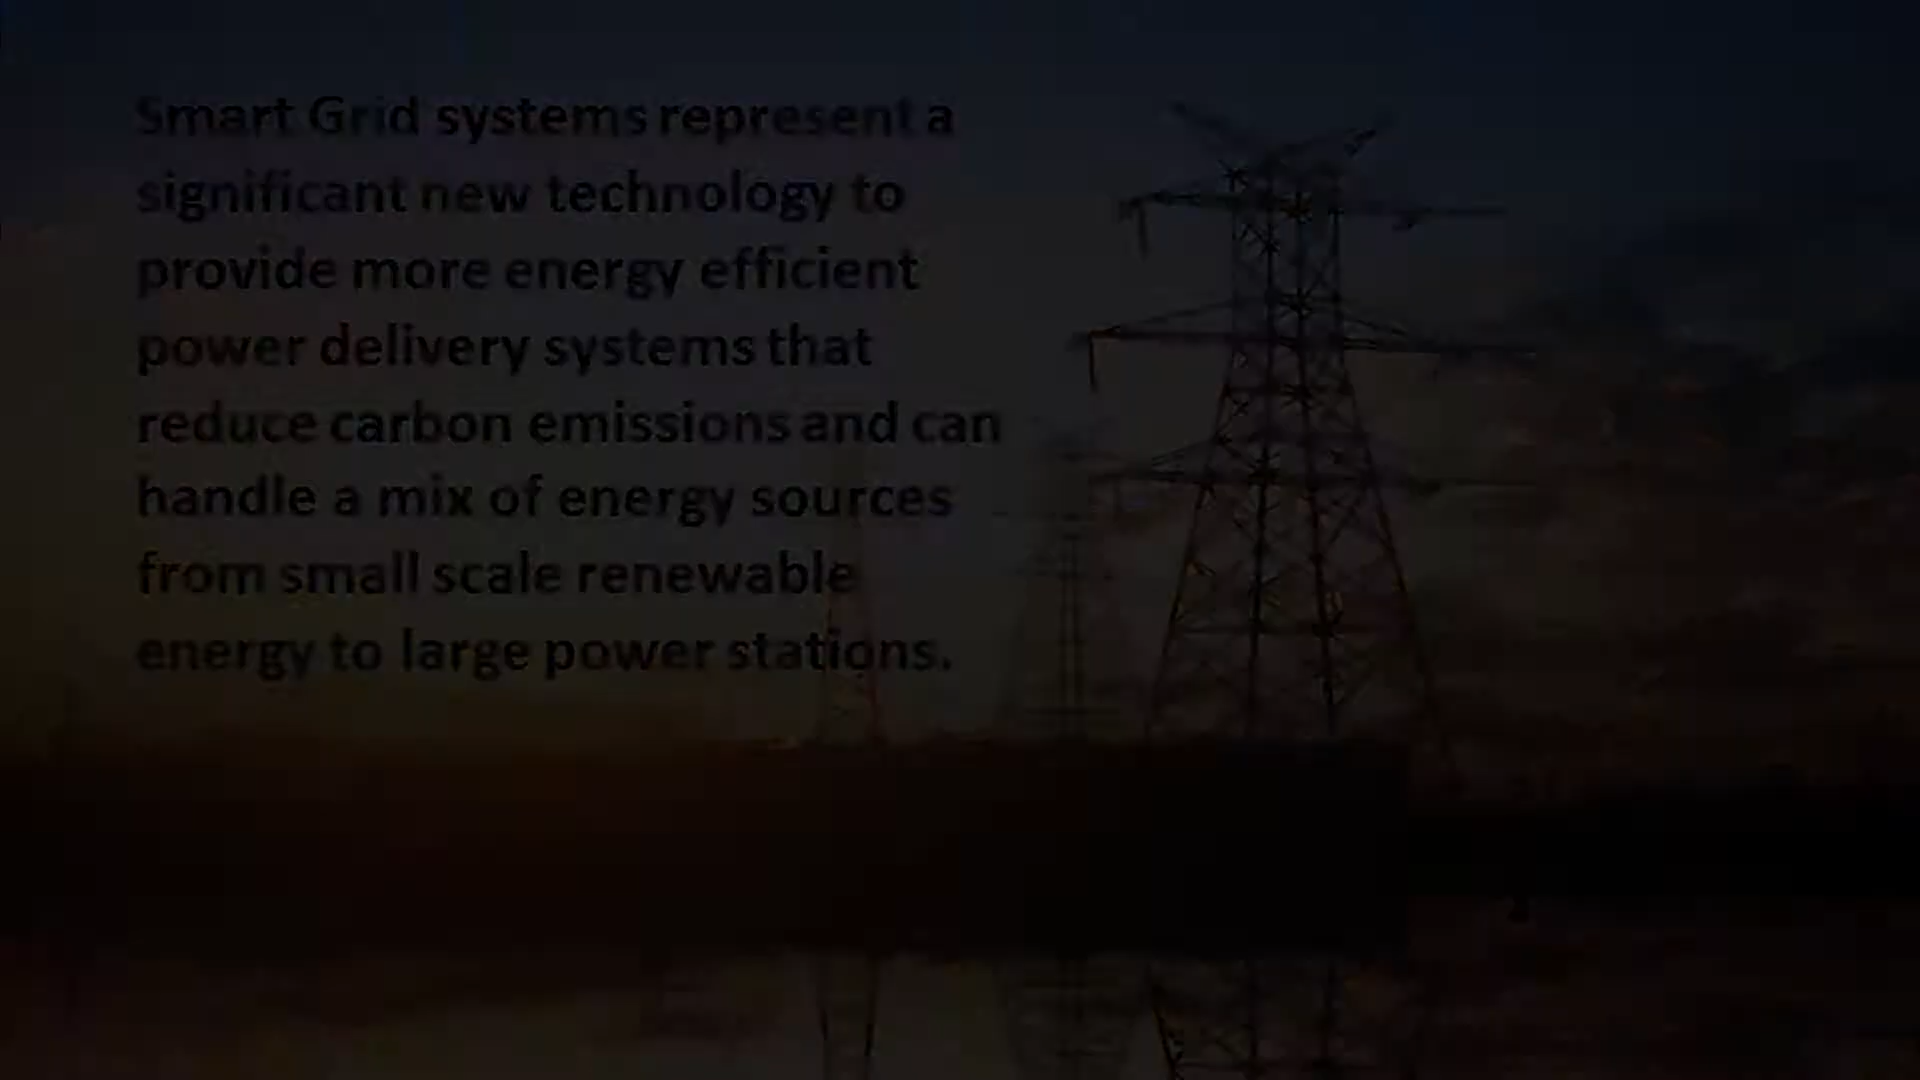 Smart Grid systems represent a
significant new technology to
provide more energy efficient
power delivery systems that
reduce carbon emissions and can
handle a mix of energy sources
from small scale renewable
energy to large power stations.